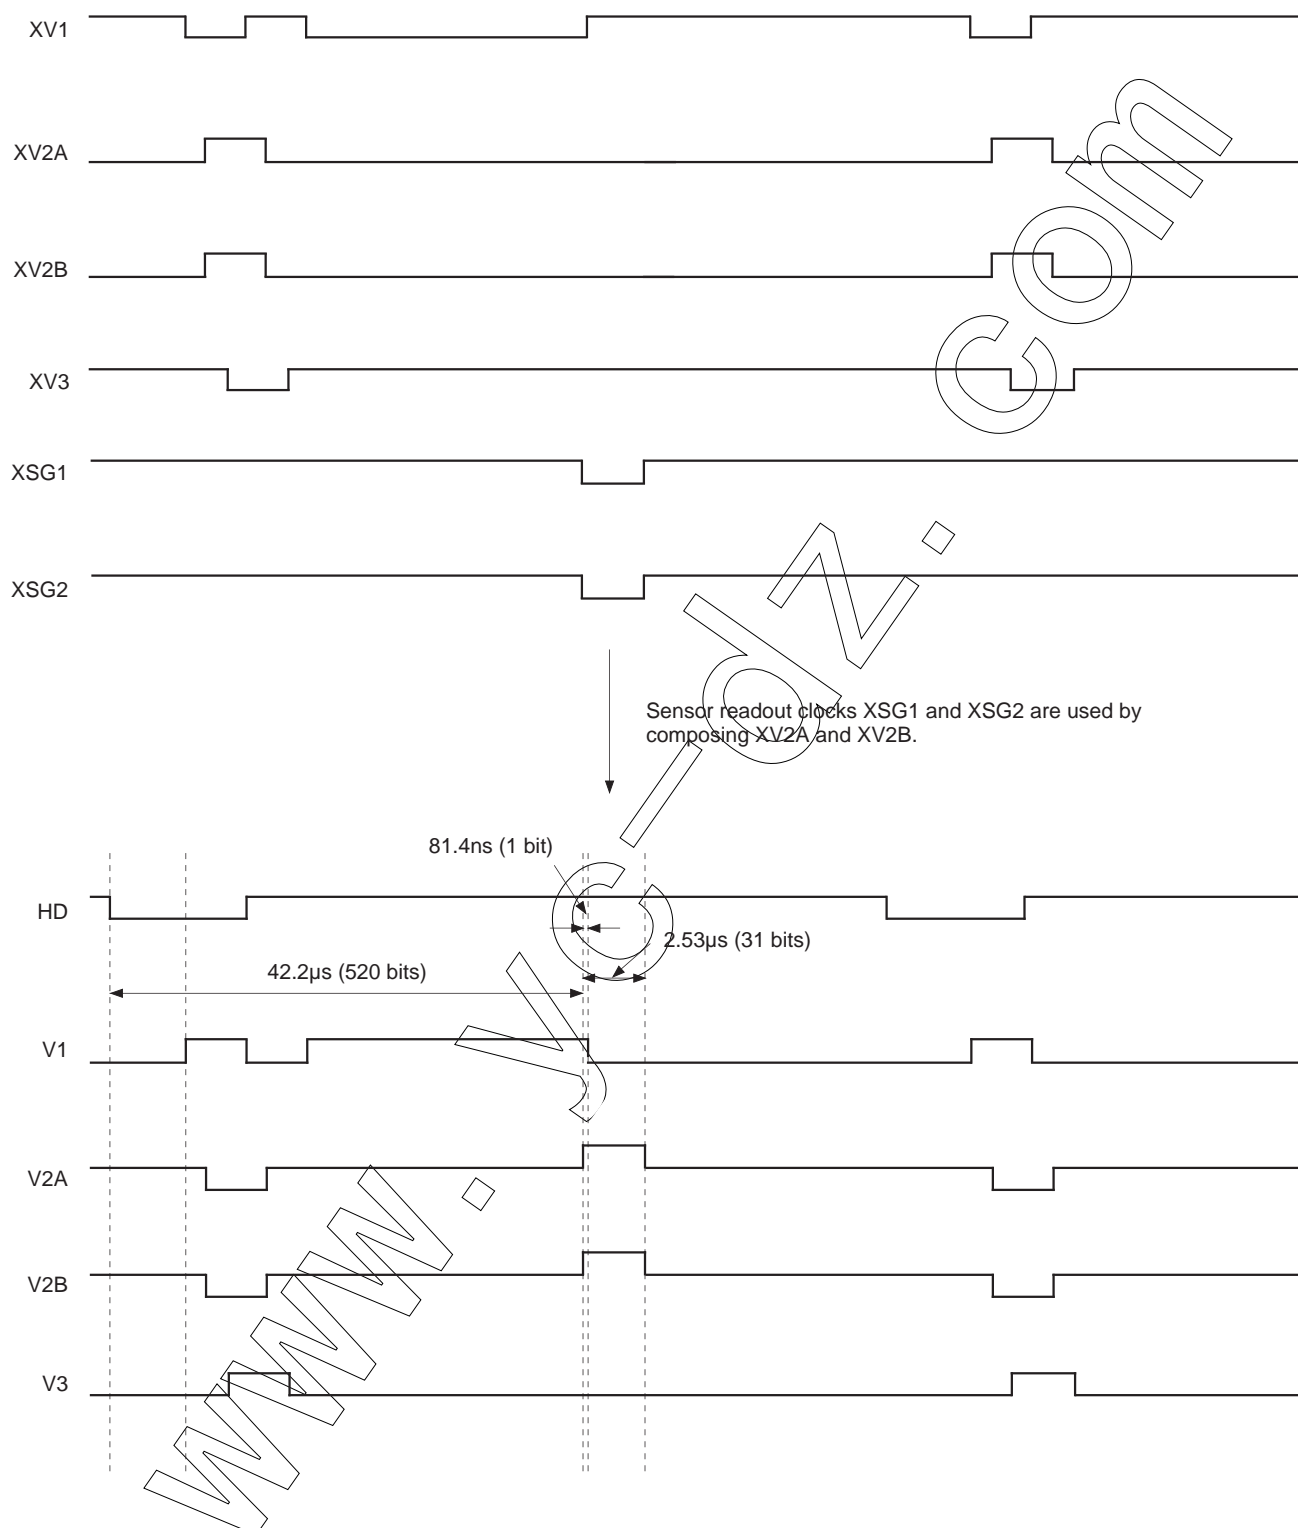 XV1
XV2A
XV2B
XV3
XSG1
XSG2
Sensor readout clocks XSG1 and XSG2 are used by
composing XV2A and XV2B.
81.4ns (1 bit)
HD
2.53µs (31 bits)
42.2µs (520 bits)
V1
V2A
V2B
V3
www.yc-dz.com